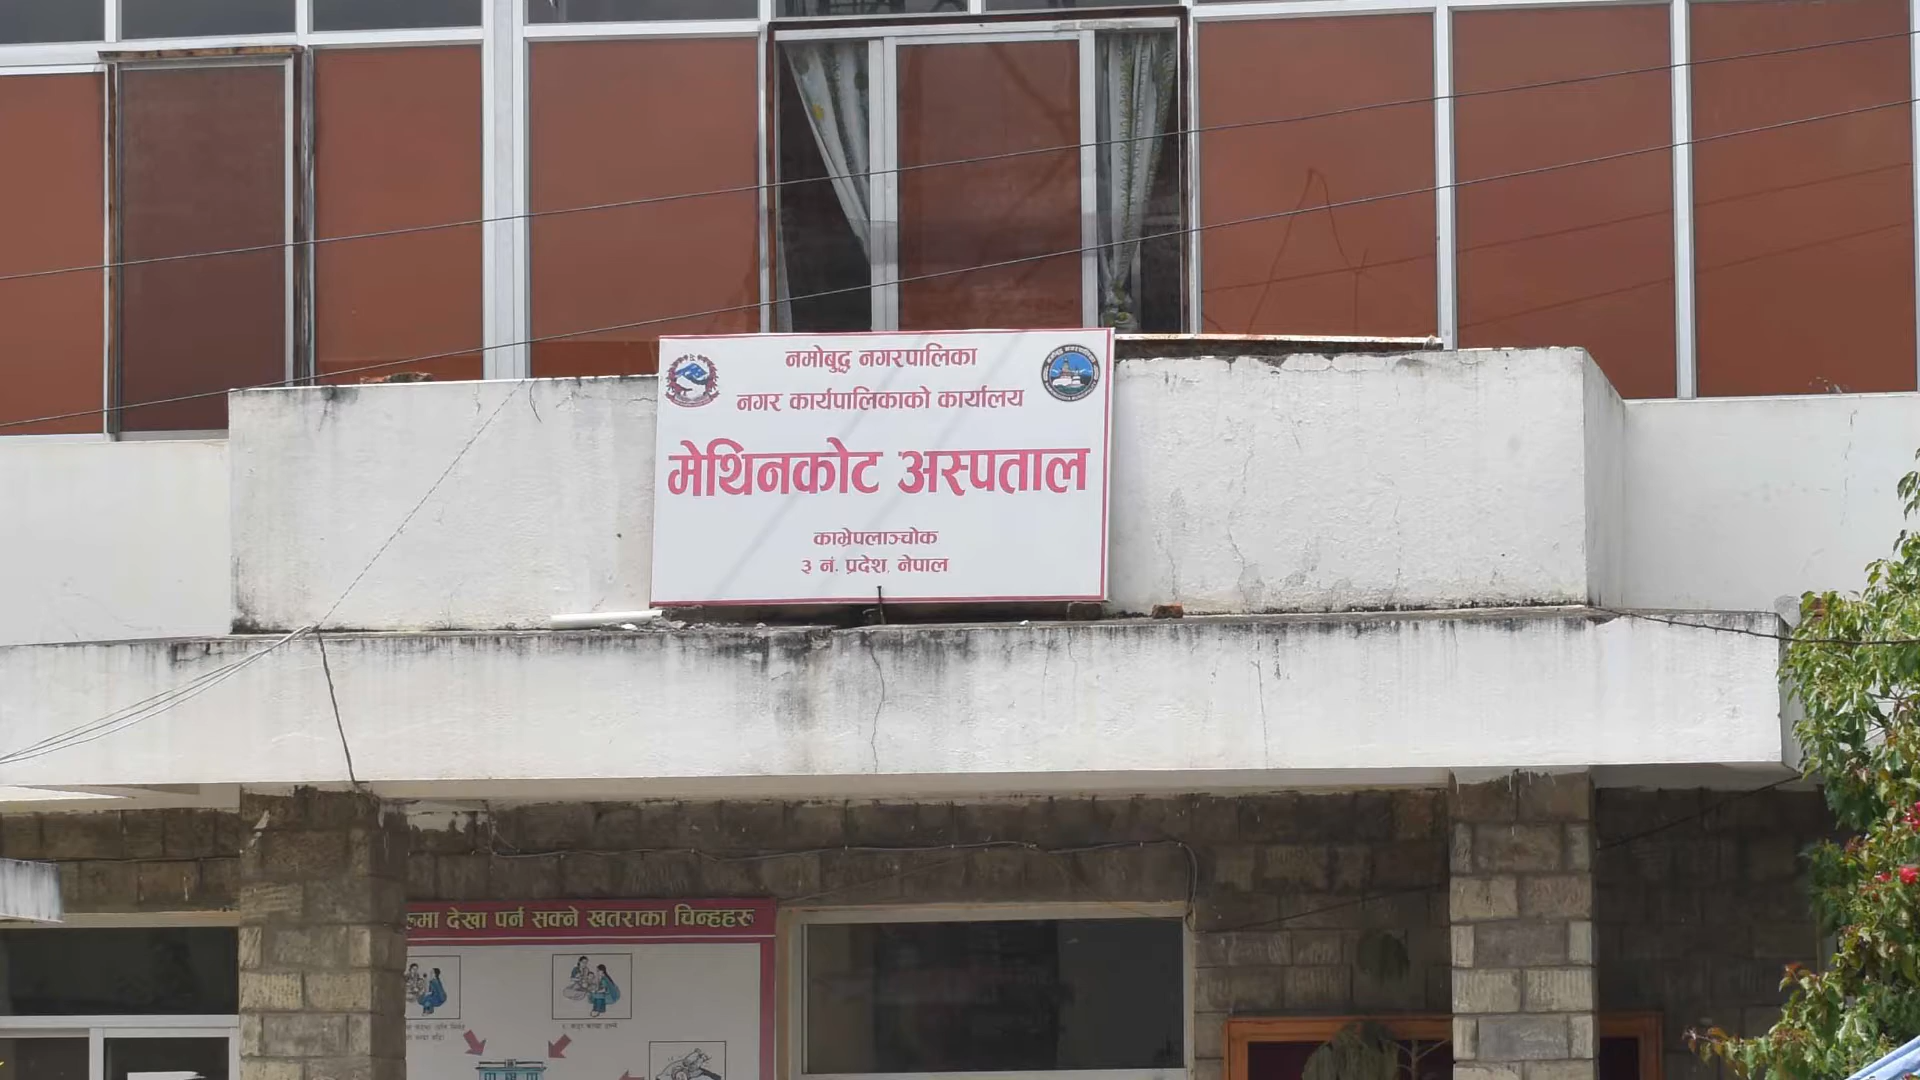 नमोबुद्ध नगरपालिका
नगर कार्यपालिकाको कार्यालय
मेथिनकोट अस्पताल
काभ्रेपलाञ्चोक
३ नं. प्रदेश, नेपाल
देखा पर्न सक्ने खतराका चिन्हहरु